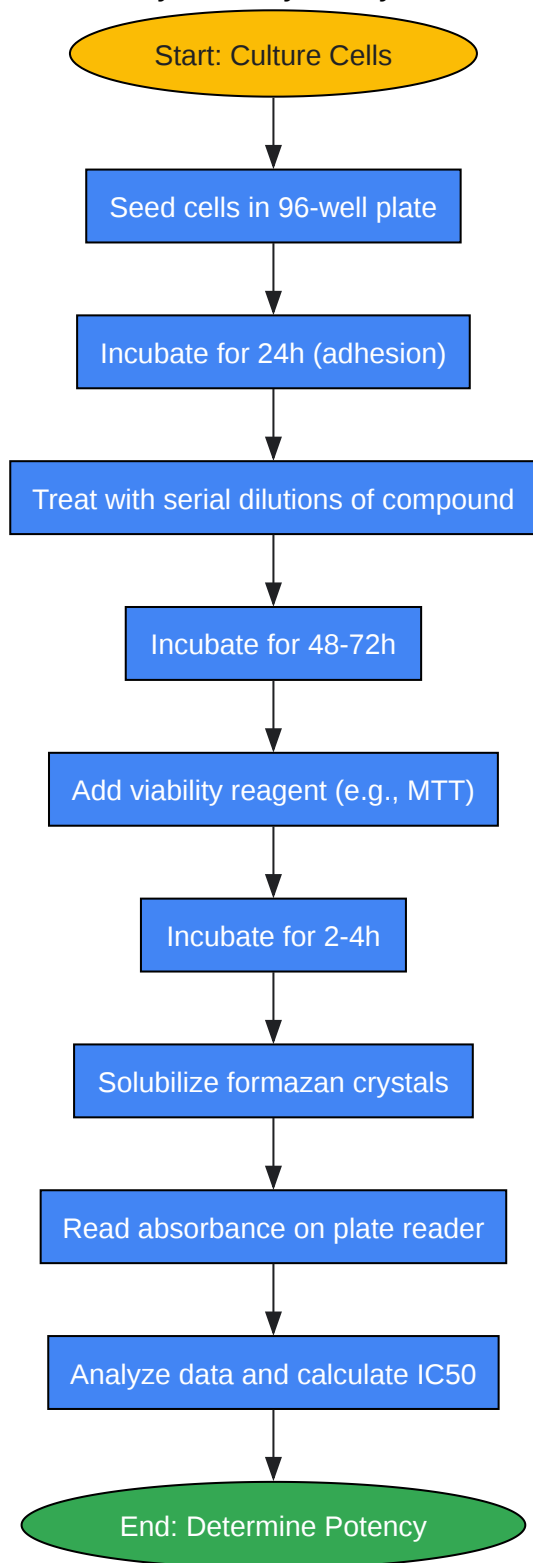 Start: Culture Cells
Seed cells in 96-well plate
Incubate for 24h (adhesion)
Treat with serial dilutions of compound
Incubate for 48-72h
Add viability reagent (e.g., MTT)
Incubate for 2-4h
Solubilize formazan crystals
Read absorbance on plate reader
Analyze data and calculate IC50
End: Determine Potency